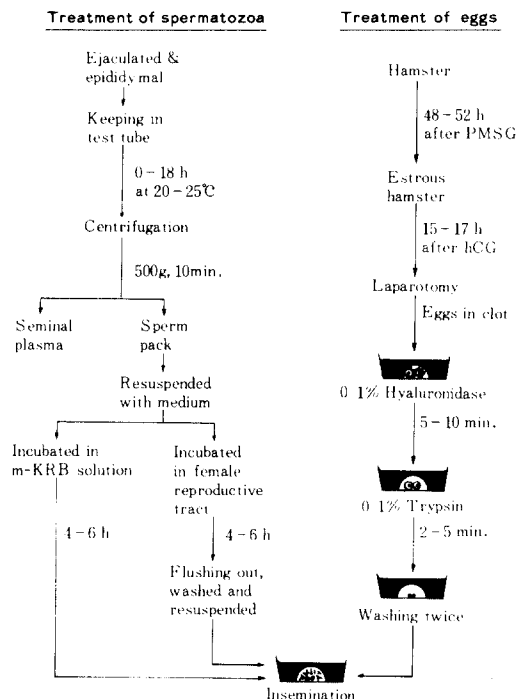 Treatment of spermatozoa
Ejaculated &
epididymal
Keeping in
test tube
0-18 h
at 20-25℃
Centrifugation
500g, 10min.
Seminal
plasma
Sperm
pack
Resuspended
with medium
Incubated in
m-KRB solution
4-6 h
Incubated
in female
reproductive
tract
4-6 h
Flushing out,
washed and
resuspended
Treatment of eggs
Hamster
48-52 h
after PMSG
Estrous
hamster
15-17 h
after hCG
Laparotomy
Eggs in clot
0 1% Hyaluronidase
5-10 min.
0 1% Trypsin
2-5 min.
Washing twice
Insemination